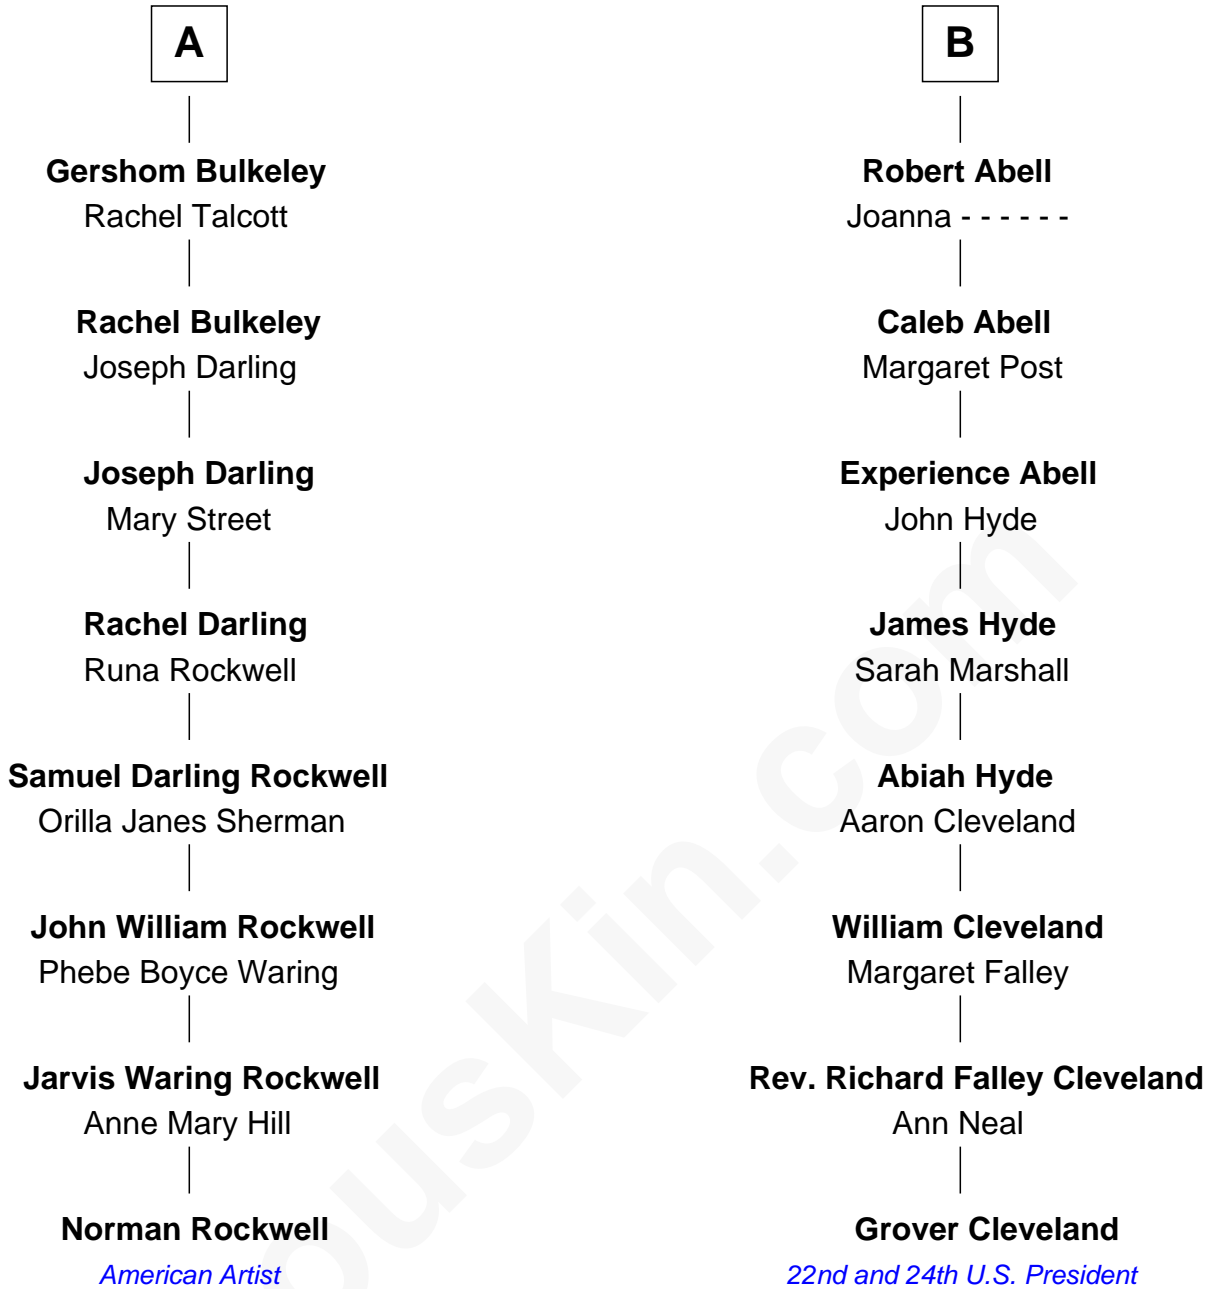 A
Gershom Bulkeley
Rachel Talcott
Rachel Bulkeley
Joseph Darling
Joseph Darling
Mary Street
Rachel Darling
Runa Rockwell
Samuel Darling Rockwell
Orilla Janes Sherman
John William Rockwell
Phebe Boyce Waring
Jarvis Waring Rockwell
Anne Mary Hill
Norman Rockwell
American Artist
B
Robert Abell
Joanna - - - - - -
Caleb Abell
Margaret Post
Experience Abell
John Hyde
James Hyde
Sarah Marshall
Abiah Hyde
Aaron Cleveland
William Cleveland
Margaret Falley
Rev. Richard Falley Cleveland
Ann Neal
Grover Cleveland
22nd and 24th U.S. President
ouskin.com